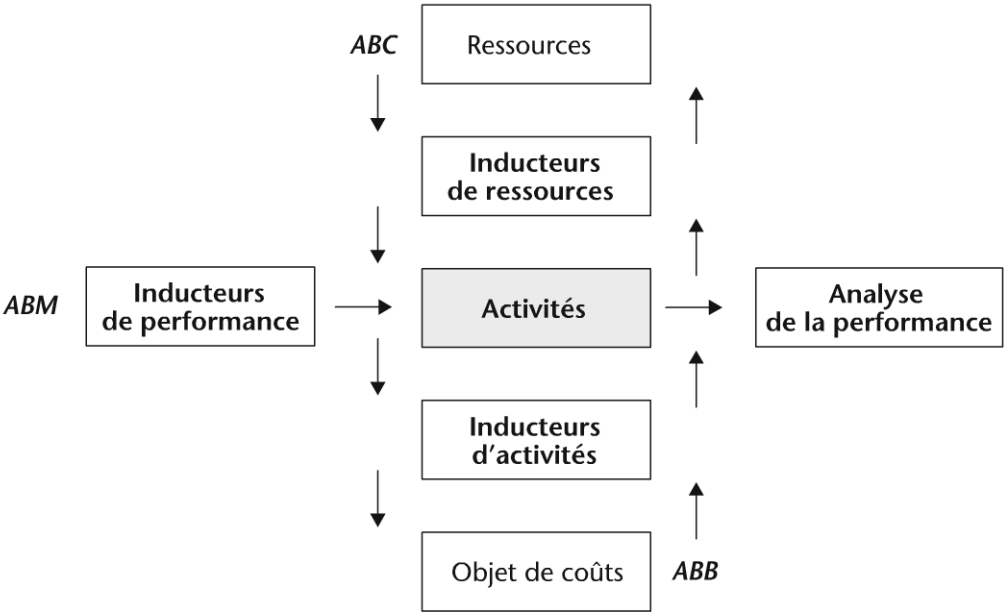 ABC
Ressources
Inducteurs
de ressources
ABM
Inducteurs
de performance
Activités
Analyse
de la performance
Inducteurs
d’activités
Objet de coûts
ABB